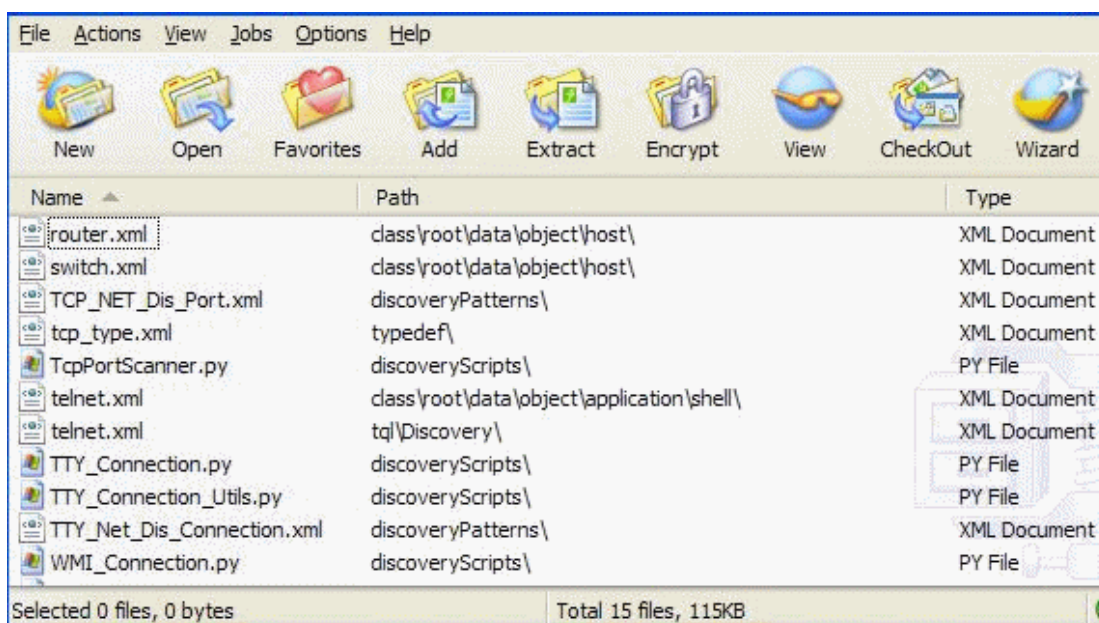 File Actions View Jobs Options Help
New Open Favorites Add Extract Encrypt View CheckOut Wizard
Name Path Type
router.xml class\root\data\object\host\ XML Document
switch.xml class\root\data\object\host\ XML Document
TCP_NET_Dis_Port.xml discoveryPatterns\ XML Document
tcp_type.xml typedef\ XML Document
TcpPortScanner.py discoveryScripts\ PY File
telnet.xml class\root\data\object\application\shell\ XML Document
telnet.xml tql\Discovery\ XML Document
TTY_Connection.py discoveryScripts\ PY File
TTY_Connection_Utils.py discoveryScripts\ PY File
TTY_Net_Dis_Connection.xml discoveryPatterns\ XML Document
WMI_Connection.py discoveryScripts\ PY File
Selected 0 files, 0 bytes Total 15 files, 115KB